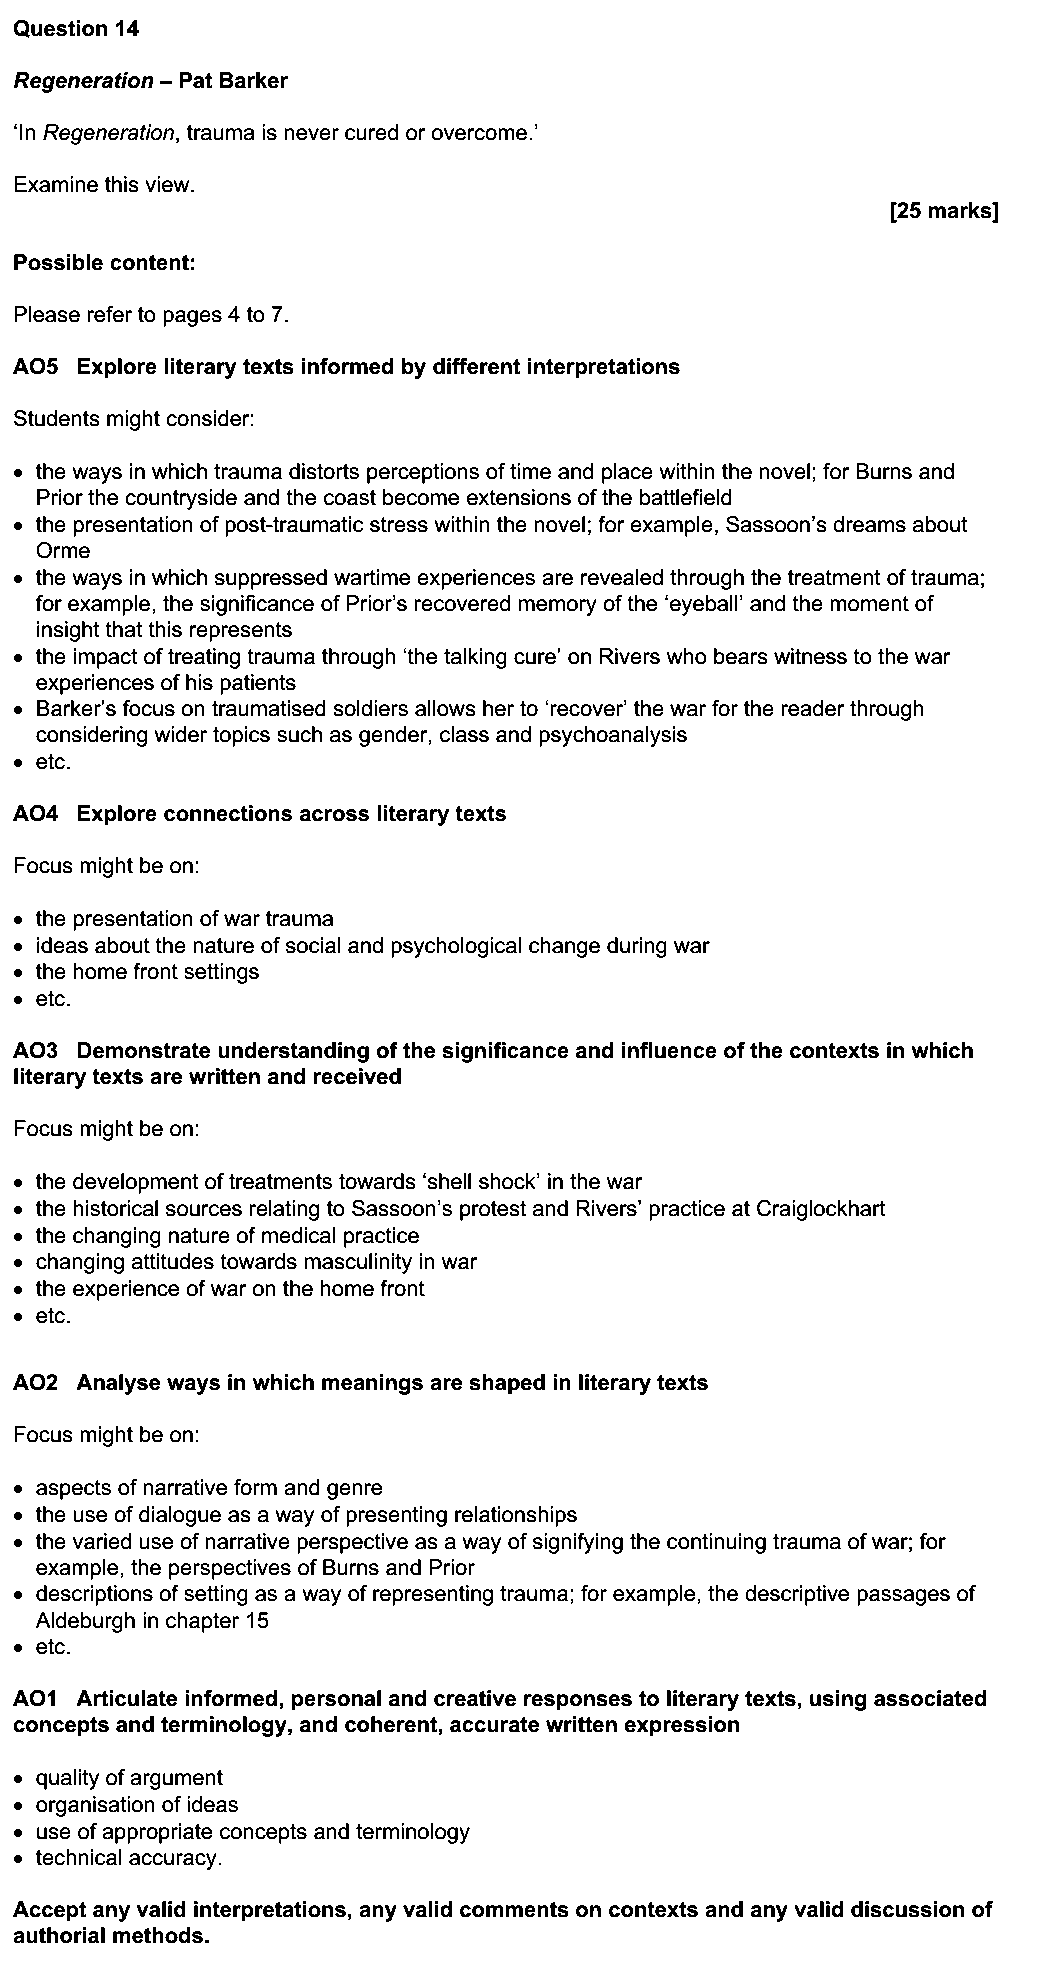 Question 14
Regeneration – Pat Barker
‘In Regeneration, trauma is never cured or overcome.’
Examine this view.
[25 marks]
Possible content:
Please refer to pages 4 to 7.
AO5 Explore literary texts informed by different interpretations
Students might consider:
• the ways in which trauma distorts perceptions of time and place within the novel; for Burns and
Prior the countryside and the coast become extensions of the battlefield
• the presentation of post-traumatic stress within the novel; for example, Sassoon’s dreams about
Orme
• the ways in which suppressed wartime experiences are revealed through the treatment of trauma;
for example, the significance of Prior’s recovered memory of the ‘eyeball’ and the moment of
insight that this represents
• the impact of treating trauma through ‘the talking cure’ on Rivers who bears witness to the war
experiences of his patients
• Barker’s focus on traumatised soldiers allows her to ‘recover’ the war for the reader through
considering wider topics such as gender, class and psychoanalysis
• etc.
AO4 Explore connections across literary texts
Focus might be on:
• the presentation of war trauma
• ideas about the nature of social and psychological change during war
• the home front settings
• etc.
AO3 Demonstrate understanding of the significance and influence of the contexts in which
literary texts are written and received
Focus might be on:
• the development of treatments towards ‘shell shock’ in the war
• the historical sources relating to Sassoon’s protest and Rivers’ practice at Craiglockhart
• the changing nature of medical practice
• changing attitudes towards masculinity in war
• the experience of war on the home front
• etc.
AO2 Analyse ways in which meanings are shaped in literary texts
Focus might be on:
• aspects of narrative form and genre
• the use of dialogue as a way of presenting relationships
• the varied use of narrative perspective as a way of signifying the continuing trauma of war; for
example, the perspectives of Burns and Prior
• descriptions of setting as a way of representing trauma; for example, the descriptive passages of
Aldeburgh in chapter 15
• etc.
AO1 Articulate informed, personal and creative responses to literary texts, using associated
concepts and terminology, and coherent, accurate written expression
• quality of argument
• organisation of ideas
• use of appropriate concepts and terminology
• technical accuracy.
Accept any valid interpretations, any valid comments on contexts and any valid discussion of
authorial methods.